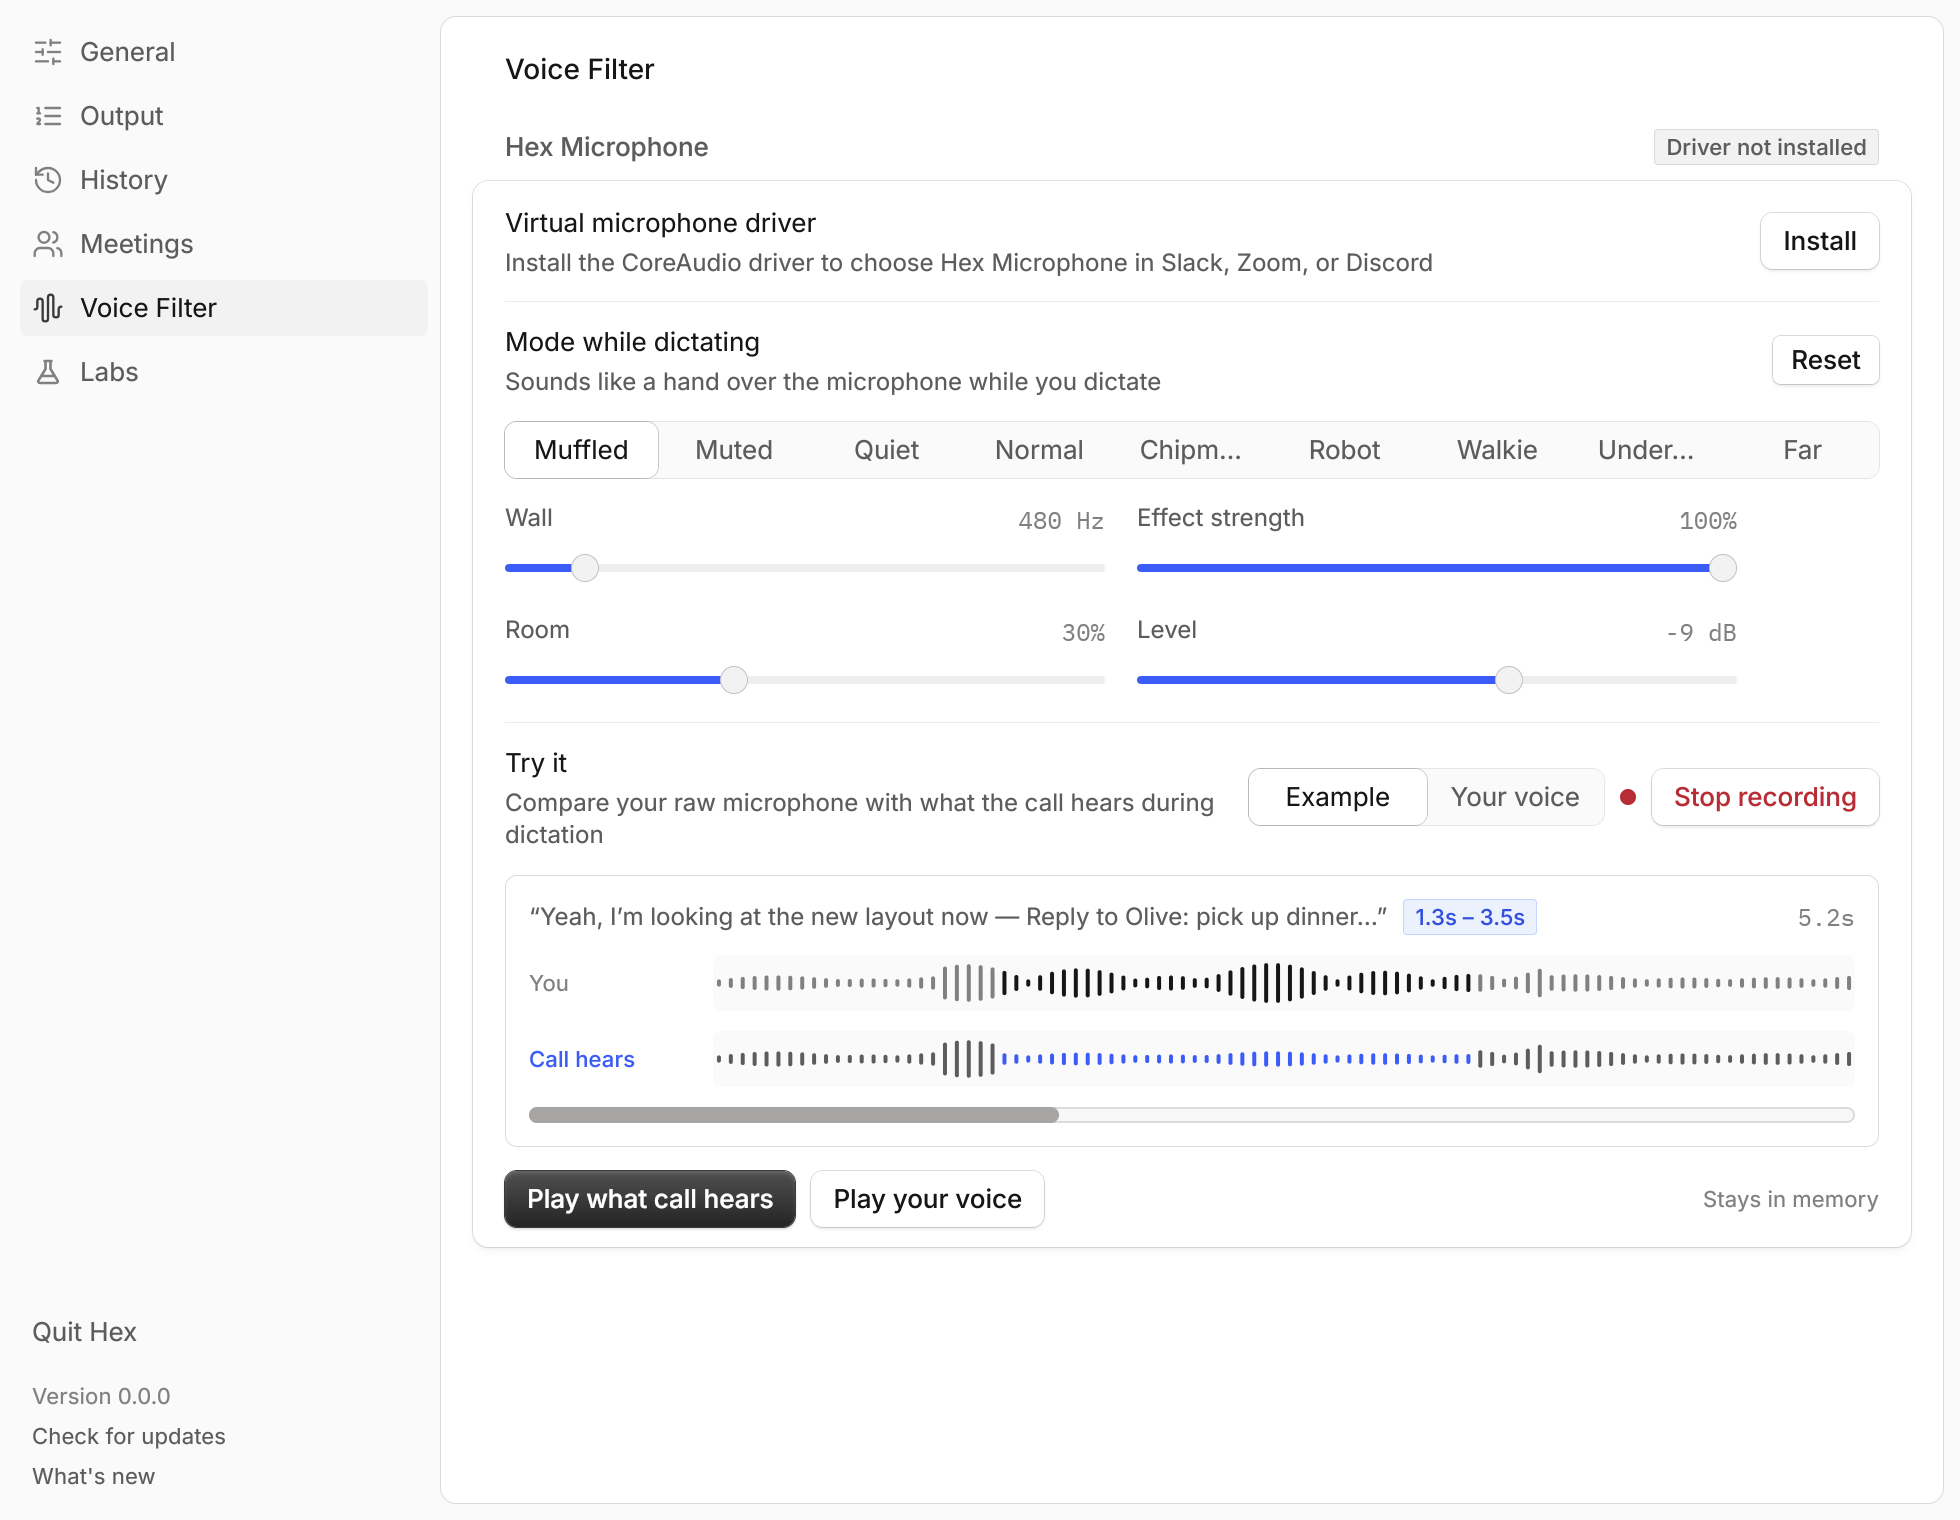 General
Output
History
Meetings
Voice Filter
Labs
Quit Hex
Version 0.0.0
Check for updates
What's new
Voice Filter
Hex Microphone
Driver not installed
Virtual microphone driver
Install the CoreAudio driver to choose Hex Microphone in Slack, Zoom, or Discord
Install
Mode while dictating
Sounds like a hand over the microphone while you dictate
Reset
Muffled Muted Quiet Normal Chipm... Robot Walkie Under... Far
Wall 480 Hz
Effect strength 100%
Room 30%
Level -9 dB
Try it
Compare your raw microphone with what the call hears during
dictation
Example Your voice Stop recording
“Yeah, I’m looking at the new layout now — Reply to Olive: pick up dinner...” 1.3s – 3.5s 5.2s
You
Call hears
Play what call hears Play your voice Stays in memory